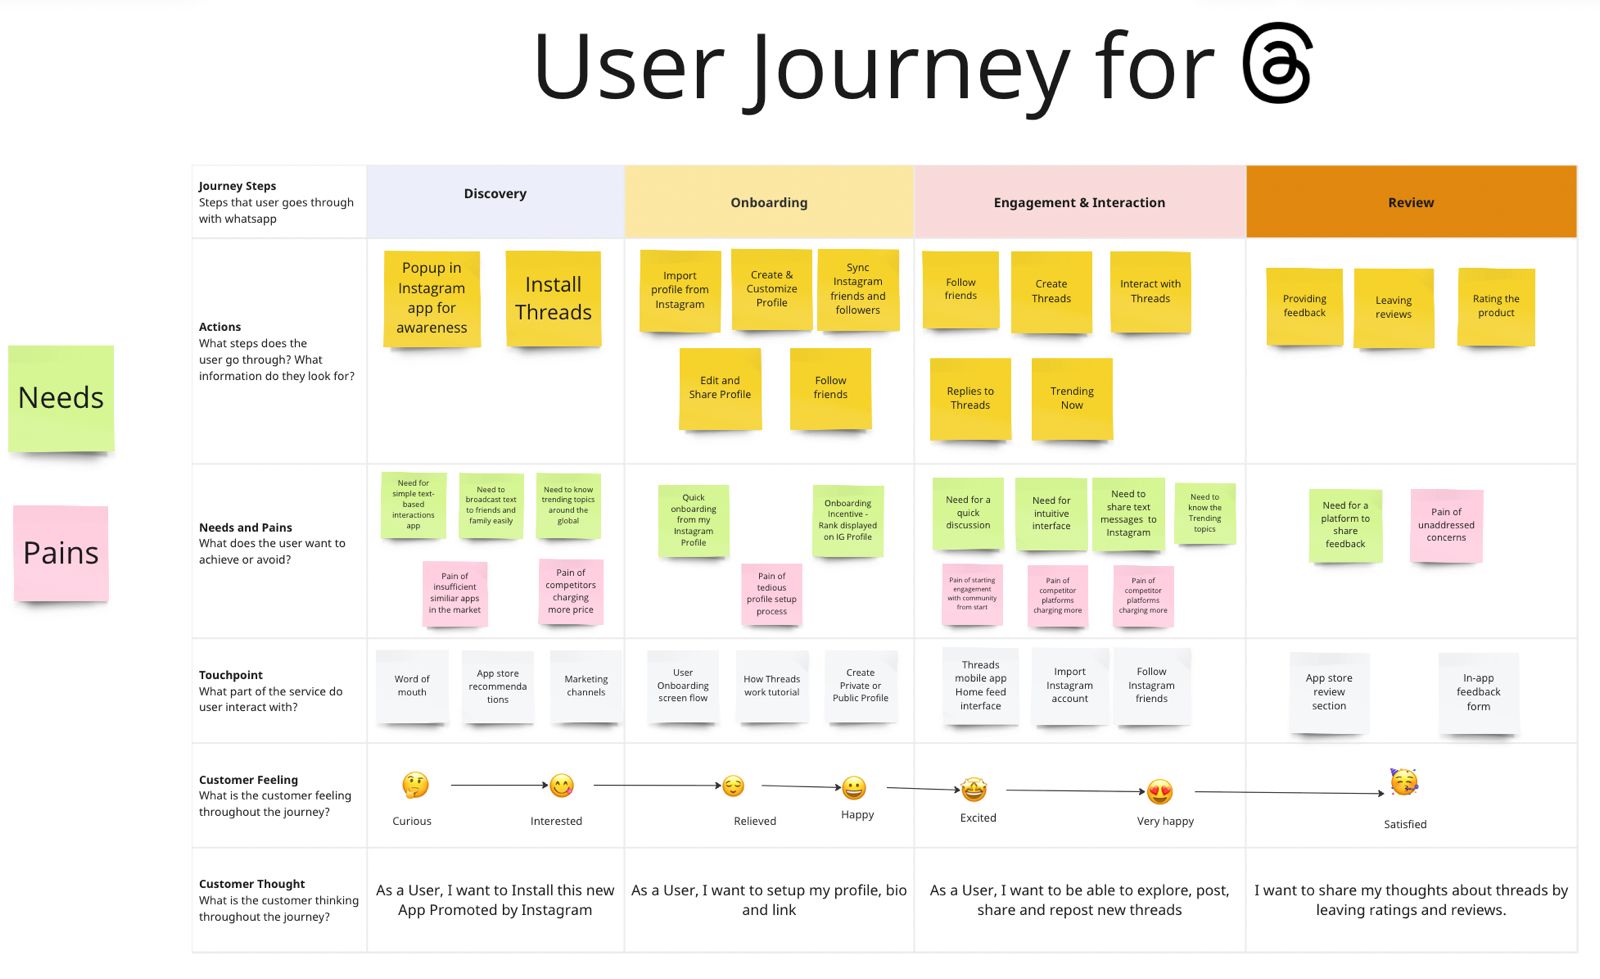 User Journey for
Journey Steps
Steps that user goes through
with whatsapp
Discovery
Onboarding
Engagement & Interaction
Review
Needs
Pains
Actions
What steps does the
user go through? What
information do they look for?
Popup in
Instagram
app for
awareness
Install
Threads
Import
profile from
Instagram
Create &
Customize
Profile
Sync
Instagram
friends and
followers
Edit and
Share Profile
Follow
friends
Follow
friends
Create
Threads
Interact with
Threads
Replies to
Threads
Trending
Now
Providing
feedback
Leaving
reviews
Rating the
product
Needs and Pains
What does the user want to
achieve or avoid?
Need for
simple text-
based
interactions
app
Need to
broadcast text
to friends and
family easily
Need to know
trending topics
around the
global
Pain of
insufficient
similiar apps
in the market
Pain of
competitors
charging
more price
Quick
onboarding
from my
Instagram
Profile
Onboarding
Incentive -
Rank displayed
on IG Profile
Pain of
tedious
profile setup
process
Need for a
quick
discussion
Need for
intuitive
interface
Need to
share text
messages to
Instagram
Need to
know the
Trending
topics
Pain of starting
engagement
with community
from start
Pain of
competitor
platforms
charging more
Pain of
competitor
platforms
charging more
Need for a
platform to
share
feedback
Pain of
unaddressed
concerns
Touchpoint
What part of the service do
user interact with?
Word of
mouth
App store
recommenda
tions
Marketing
channels
User
Onboarding
screen flow
How Threads
work tutorial
Create
Private or
Public Profile
Threads
mobile app
Home feed
interface
Import
Instagram
account
Follow
Instagram
friends
App store
review
section
In-app
feedback
form
Customer Feeling
What is the customer feeling
throughout the journey?
Curious
Interested
Relieved
Happy
Excited
Very happy
Satisfied
Customer Thought
What is the customer thinking
throughout the journey?
As a User, I want to Install this new
App Promoted by Instagram
As a User, I want to setup my profile, bio
and link
As a User, I want to be able to explore, post,
share and repost new threads
I want to share my thoughts about threads by
leaving ratings and reviews.